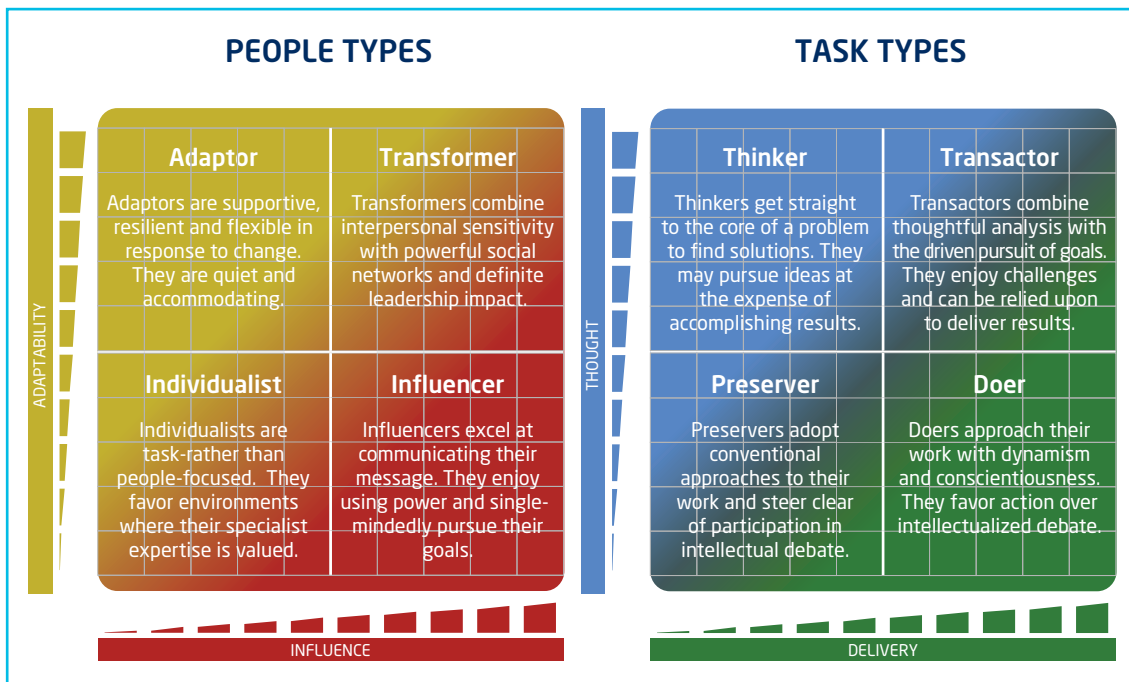 PEOPLE TYPES
ADAPTABILITY
Adaptor
Adaptors are supportive,
resilient and flexible in
response to change.
They are quiet and
accommodating.
Transformer
Transformers combine
interpersonal sensitivity
with powerful social
networks and definite
leadership impact.
Individualist
Individualists are
task-rather than
people-focused. They
favor environments
where their specialist
expertise is valued.
Influencer
Influencers excel at
communicating their
message. They enjoy
using power and single-
mindedly pursue their
goals.
INFLUENCE
TASK TYPES
THOUGHT
Thinker
Thinkers get straight
to the core of a problem
to find solutions. They
may pursue ideas at
the expense of
accomplishing results.
Transactor
Transactors combine
thoughtful analysis with
the driven pursuit of goals.
They enjoy challenges
and can be relied upon
to deliver results.
Preserver
Preservers adopt
conventional
approaches to their
work and steer clear
of participation in
intellectual debate.
Doer
Doers approach their
work with dynamism
and conscientiousness.
They favor action over
intellectualized debate.
DELIVERY